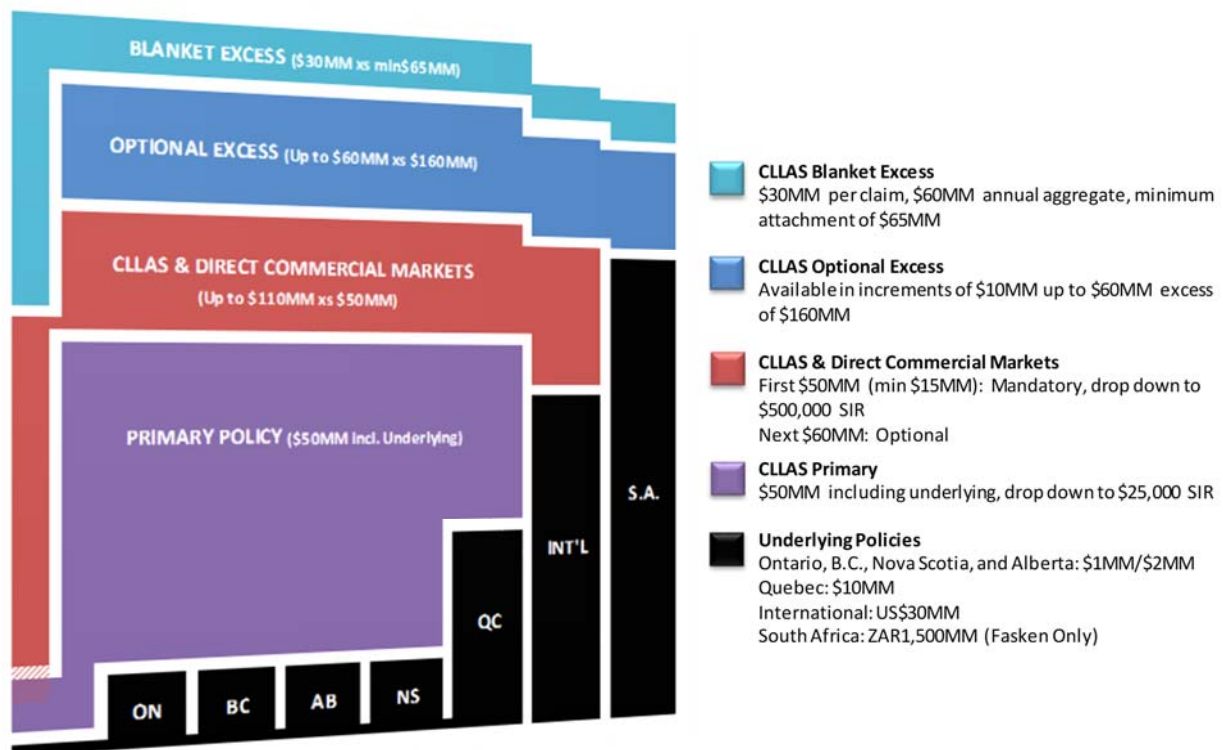 BLANKET EXCESS ($30MM xs min$65MM)
OPTIONAL EXCESS (Up to $60MM xs $160MM)
CLLAS & DIRECT COMMERCIAL MARKETS
(Up to $110MM xs $50MM)
PRIMARY POLICY ($50MM incl. Underlying)
ON
BC
AB
NS
QC
INT'L
S.A.
CLLAS Blanket Excess
$30MM per claim, $60MM annual aggregate, minimum
attachment of $65MM
CLLAS Optional Excess
Available in increments of $10MM up to $60MM excess
of $160MM
CLLAS & Direct Commercial Markets
First $50MM (min $15MM): Mandatory, drop down to
$500,000 SIR
Next $60MM: Optional
CLLAS Primary
$50MM including underlying, drop down to $25,000 SIR
Underlying Policies
Ontario, B.C., Nova Scotia, and Alberta: $1MM/$2MM
Quebec: $10MM
International: US$30MM
South Africa: ZAR1,500MM (Fasken Only)